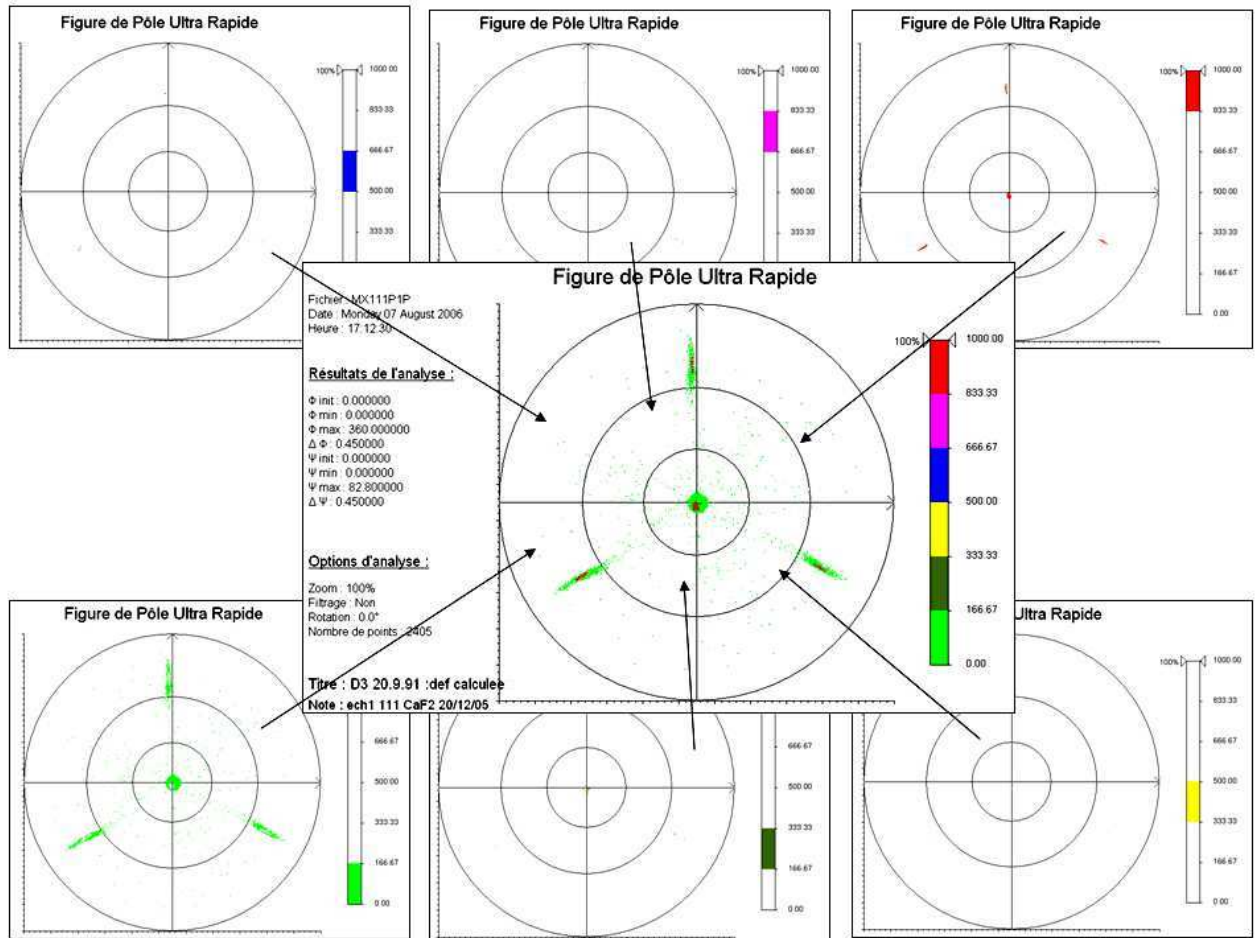 Figure de Pôle Ultra Rapide
100%
1000.00
833.33
666.67
500.00
333.33
Figure de Pôle Ultra Rapide
100%
1000.00
833.33
666.67
500.00
333.33
Figure de Pôle Ultra Rapide
100%
1000.00
833.33
666.67
500.00
333.33
166.67
0.00
Figure de Pôle Ultra Rapide
Fichier : MX111P1P
Date : Monday 07 August 2006
Heure : 17:12:30
Résultats de l'analyse :
Φ init : 0.000000
Φ min : 0.000000
Φ max : 360.000000
Δ Φ : 0.450000
Ψ init : 0.000000
Ψ min : 0.000000
Ψ max : 82.800000
Δ Ψ : 0.450000
Options d'analyse :
Zoom : 100%
Filtrage : Non
Rotation : 0.0°
Nombre de points : 2405
Titre : D3 20.9.91 :def calculee
Note : ech1 111 CaF2 20/12/05
100%
1000.00
833.33
666.67
500.00
333.33
166.67
0.00
Figure de Pôle Ultra Rapide
666.67
500.00
333.33
166.67
0.00
666.67
500.00
333.33
166.67
0.00
Ultra Rapide
100%
1000.00
833.33
666.67
500.00
333.33
166.67
0.00